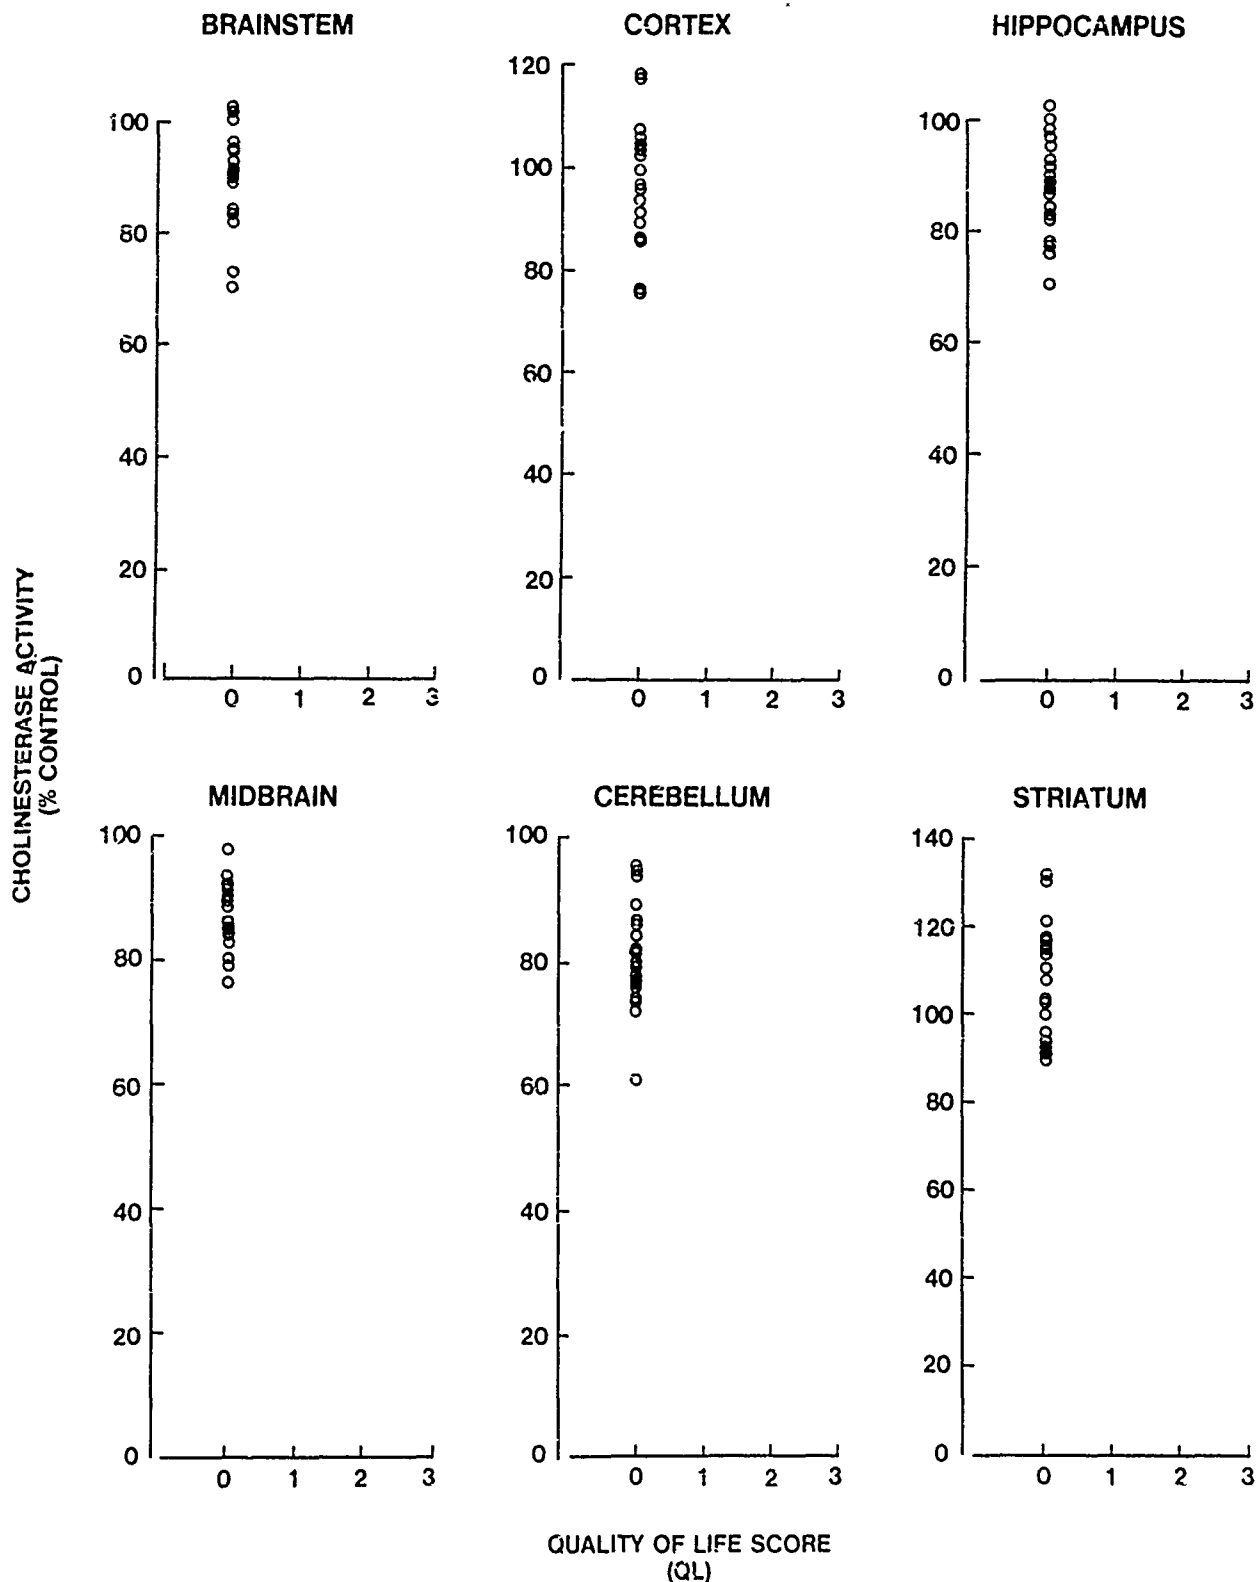 BRAINSTEM
CORTEX
HIPPOCAMPUS
120
100
100
100
80
80
80
60
60
60
40
40
40
20
20
20
0
0
0
0 1 2 3
0 1 2 3
0 1 2 3
CHOLINESTERASE ACTIVITY
(% CONTROL)
MIDBRAIN
CEREBELLUM
STRIATUM
100
80
60
40
20
0
0 1 2 3
100
80
60
40
20
0
0 1 2 3
140
120
100
80
60
40
20
0
0 1 2 3
QUALITY OF LIFE SCORE
(QL)